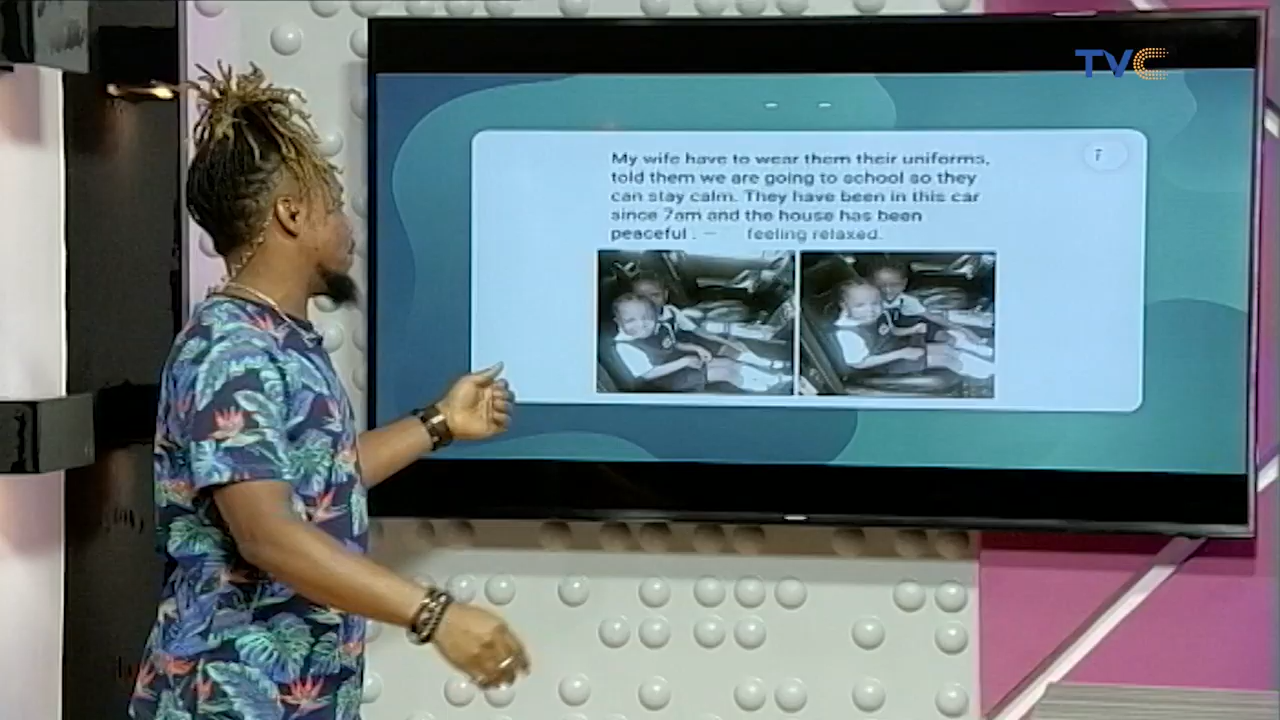 TVC
My wife have to wear them their uniforms,
told them we are going to school so they
can stay calm. They have been in this car
since 7am and the house has been
peaceful. — feeling relaxed.